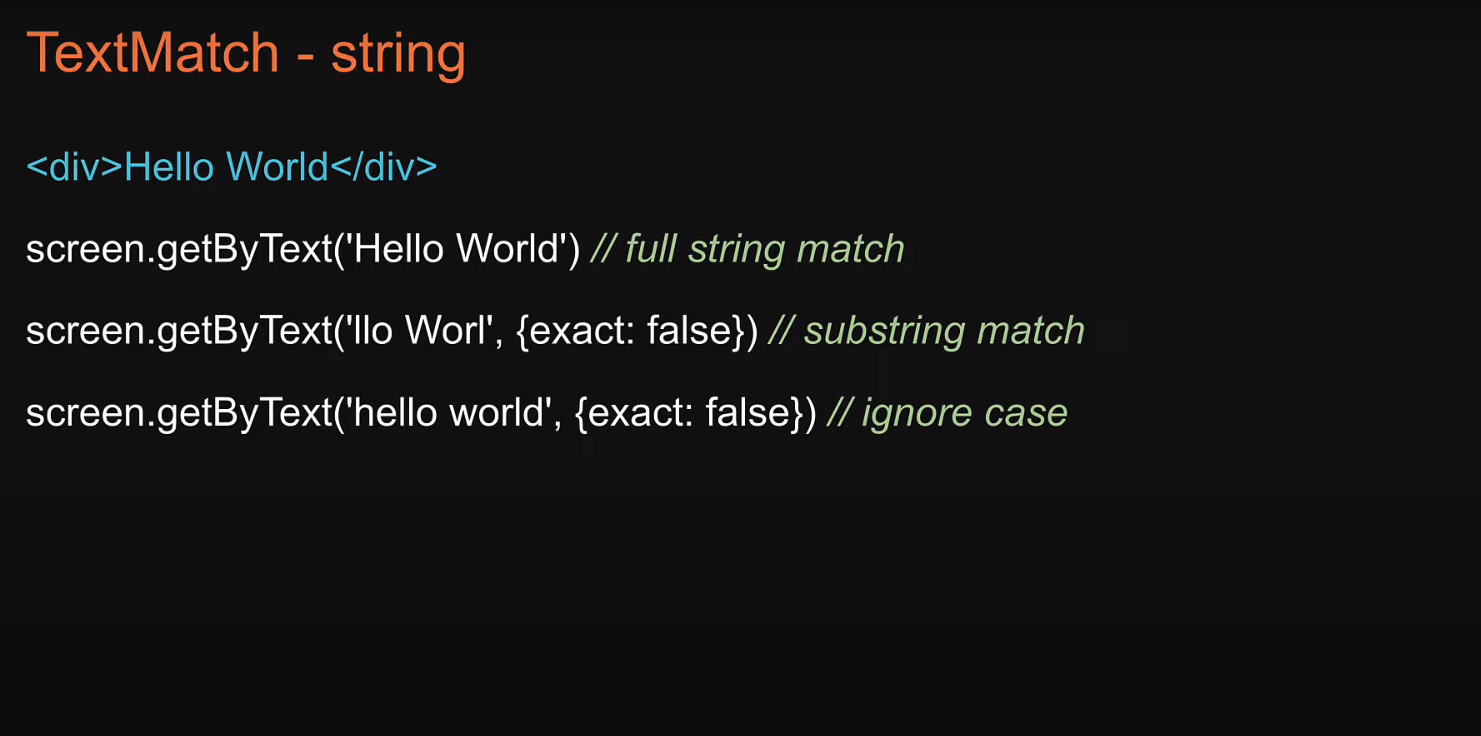 TextMatch - string
<div>Hello World</div>
screen.getByText('Hello World') // full string match
screen.getByText('llo Worl', {exact: false}) // substring match
screen.getByText('hello world', {exact: false}) // ignore case